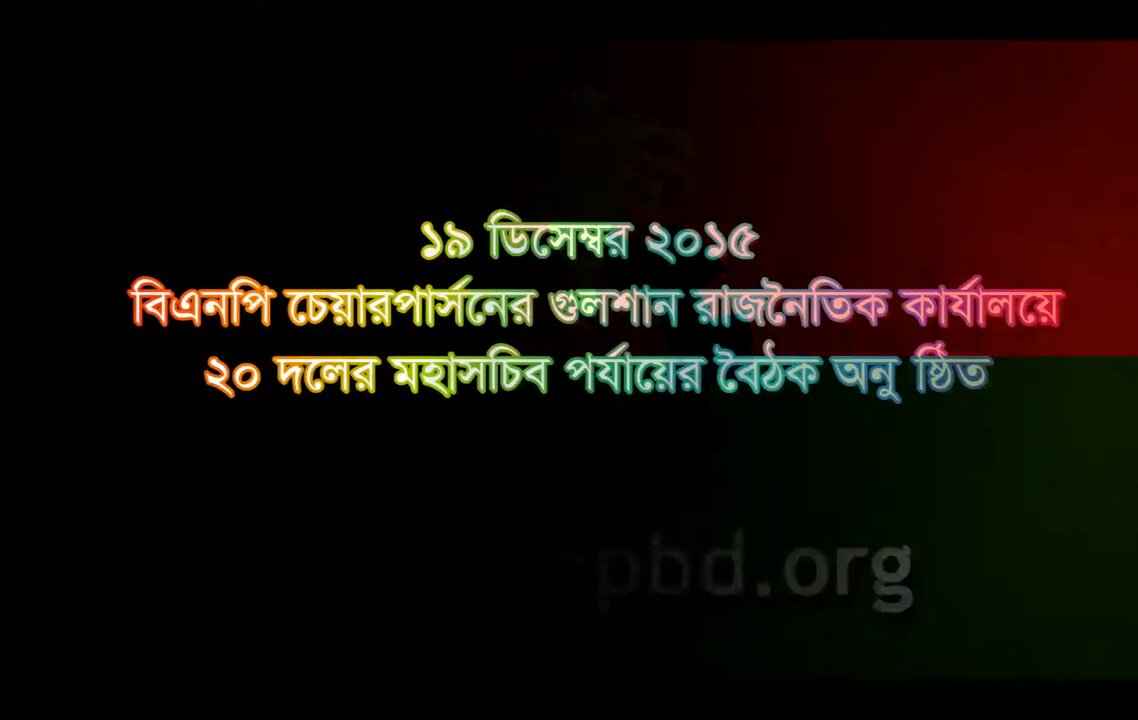 ১৯ ডিসেম্বর ২০১৫
বিএনপি চেয়ারপার্সনের গুলশান রাজনৈতিক কার্যালয়ে
২০ দলের মহাসচিব পর্যায়ের বৈঠক অনু ষ্ঠিত
pbd.org